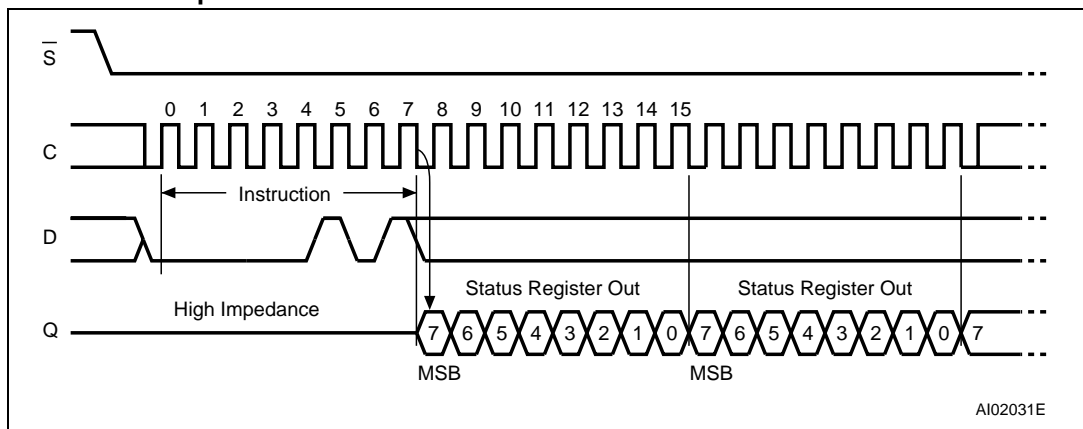 S
0 1 2 3 4 5 6 7 8 9 10 11 12 13 14 15
C
Instruction
D
High Impedance
Status Register Out
Status Register Out
Q
7 6 5 4 3 2 1 0 7 6 5 4 3 2 1 0 7
MSB
MSB
AI02031E